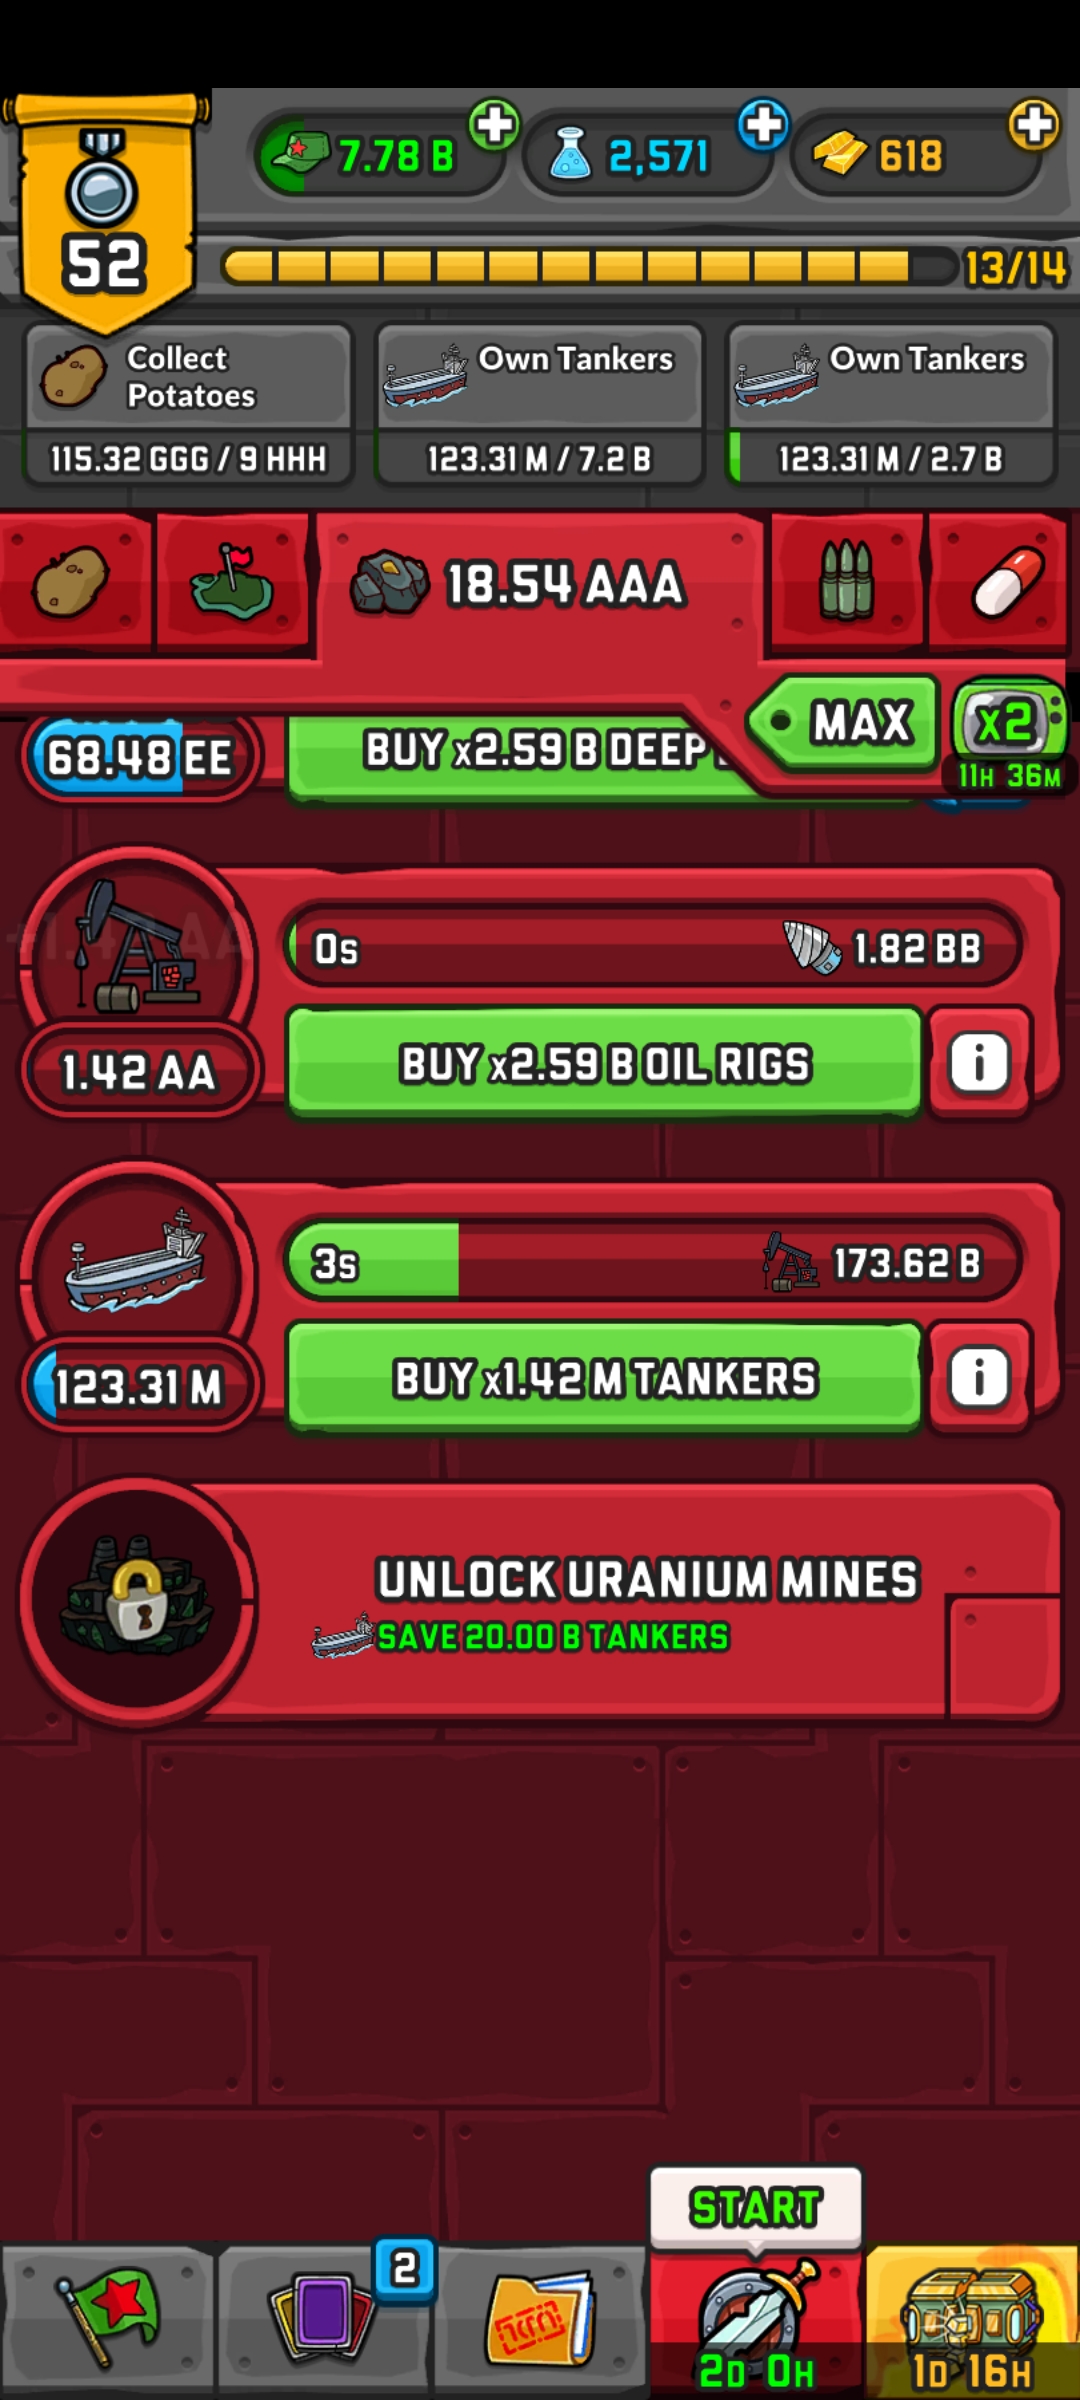 52
7.78 B
2,571
618
13/14
Collect
Potatoes
115.32 GGG / 9 HHH
Own Tankers
123.31 M / 7.2 B
Own Tankers
123.31 M / 2.7 B
18.54 AAA
MAX
x2
11H 36M
68.48 EE
BUY x2.59 B DEEP
0s
1.82 BB
1.42 AA
BUY x2.59 B OIL RIGS
i
3s
173.62 B
123.31 M
BUY x1.42 M TANKERS
i
UNLOCK URANIUM MINES
SAVE 20.00 B TANKERS
START
2
2D 0H
1D 16H